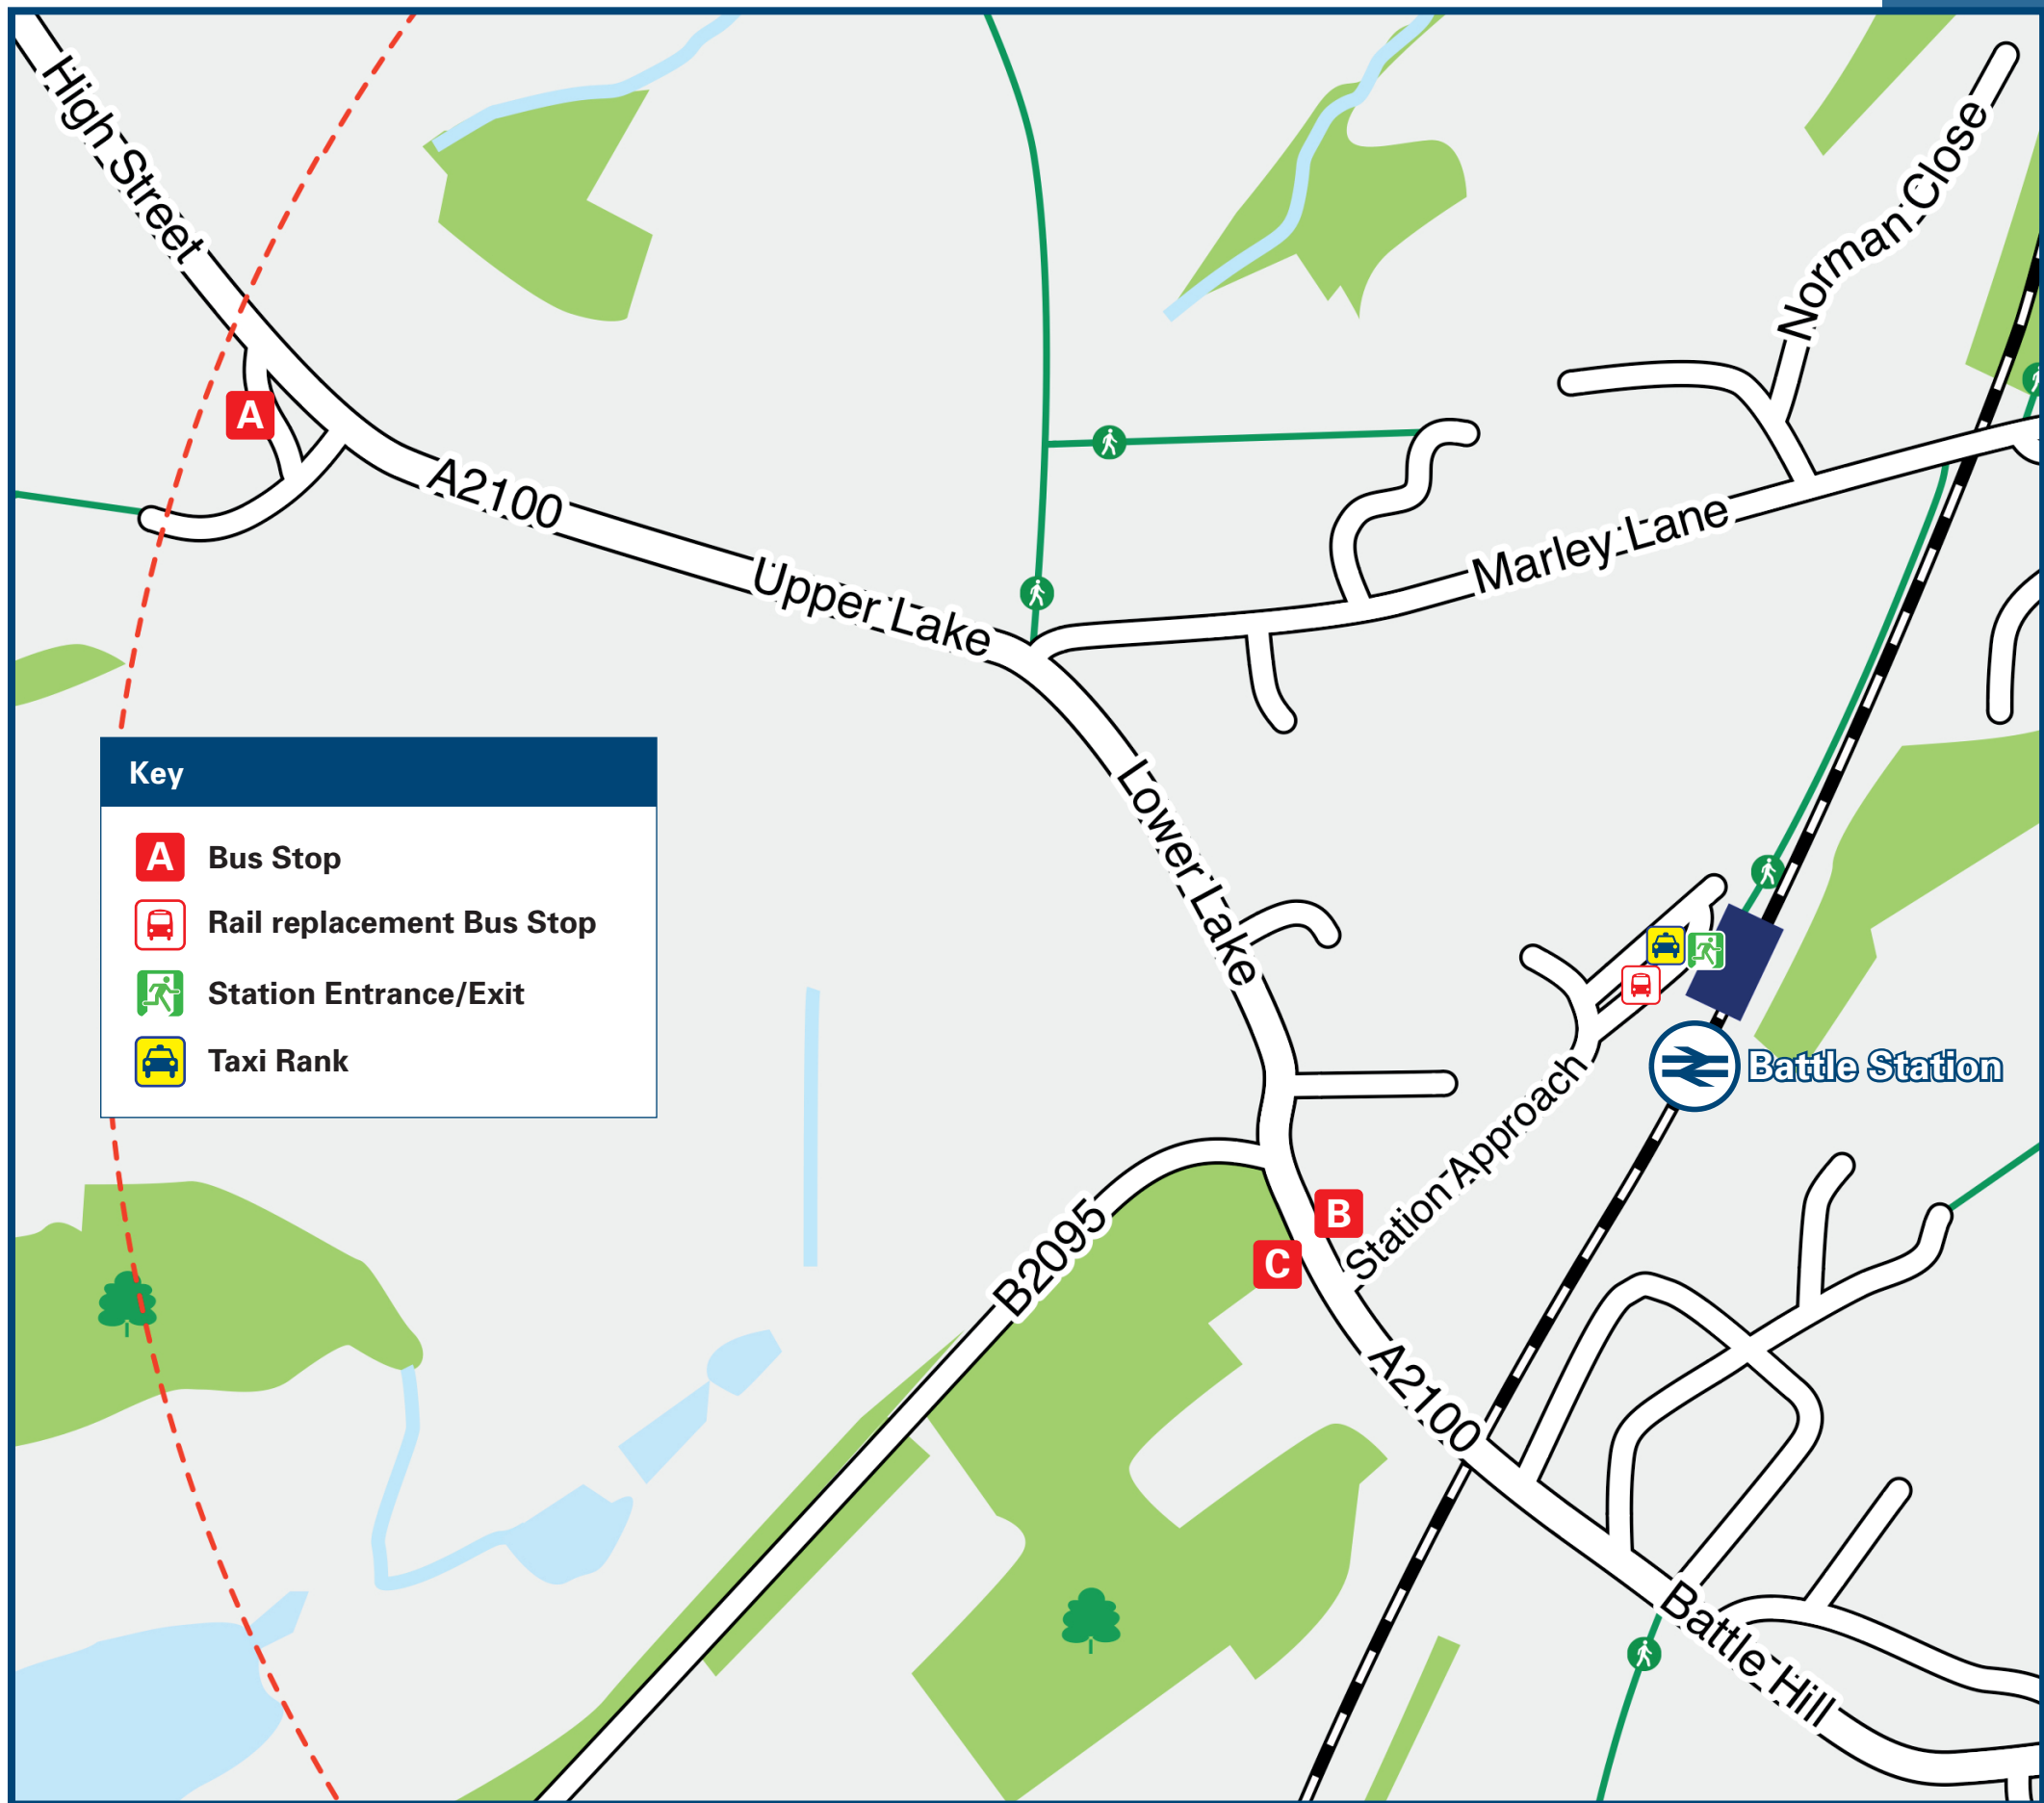 High Street
Norman Close
A
A2100
Marley Lane
Upper Lake
Key
A Bus Stop
Rail replacement Bus Stop
Station Entrance/Exit
Taxi Rank
Lower Lake
Battle Station
Station Approach
B
C
B2095
A2100
Battle Hill